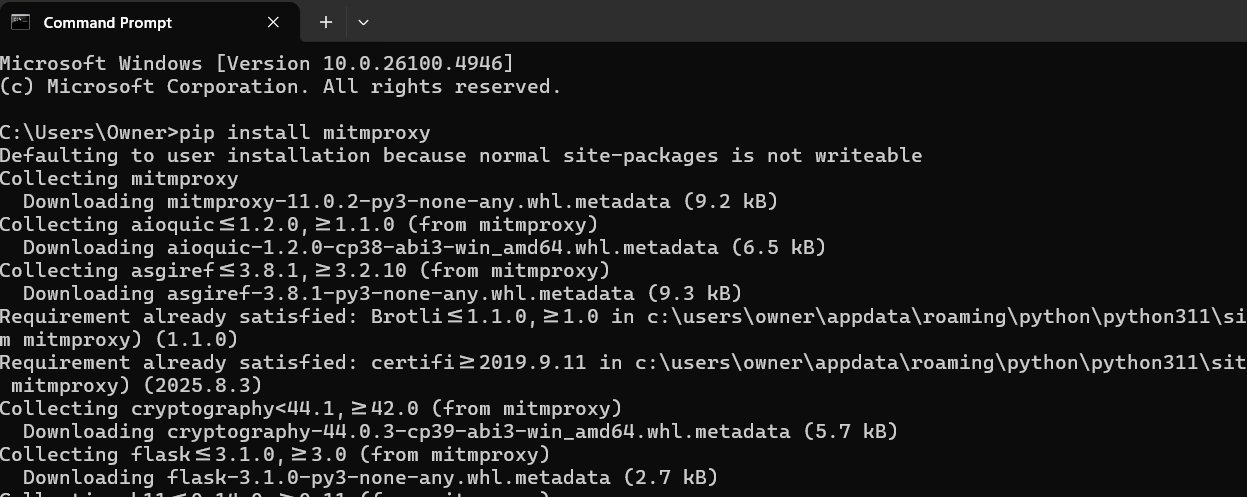 Command Prompt
Microsoft Windows [Version 10.0.26100.4946]
(c) Microsoft Corporation. All rights reserved.
C:\Users\Owner>pip install mitmproxy
Defaulting to user installation because normal site-packages is not writeable
Collecting mitmproxy
  Downloading mitmproxy-11.0.2-py3-none-any.whl.metadata (9.2 kB)
Collecting aioquic≤1.2.0,≥1.1.0 (from mitmproxy)
  Downloading aioquic-1.2.0-cp38-abi3-win_amd64.whl.metadata (6.5 kB)
Collecting asgiref≤3.8.1,≥3.2.10 (from mitmproxy)
  Downloading asgiref-3.8.1-py3-none-any.whl.metadata (9.3 kB)
Requirement already satisfied: Brotli≤1.1.0,≥1.0 in c:\users\owner\appdata\roaming\python\python311\si
m mitmproxy) (1.1.0)
Requirement already satisfied: certifi≥2019.9.11 in c:\users\owner\appdata\roaming\python\python311\sit
 mitmproxy) (2025.8.3)
Collecting cryptography<44.1,≥42.0 (from mitmproxy)
  Downloading cryptography-44.0.3-cp39-abi3-win_amd64.whl.metadata (5.7 kB)
Collecting flask≤3.1.0,≥3.0 (from mitmproxy)
  Downloading flask-3.1.0-py3-none-any.whl.metadata (2.7 kB)